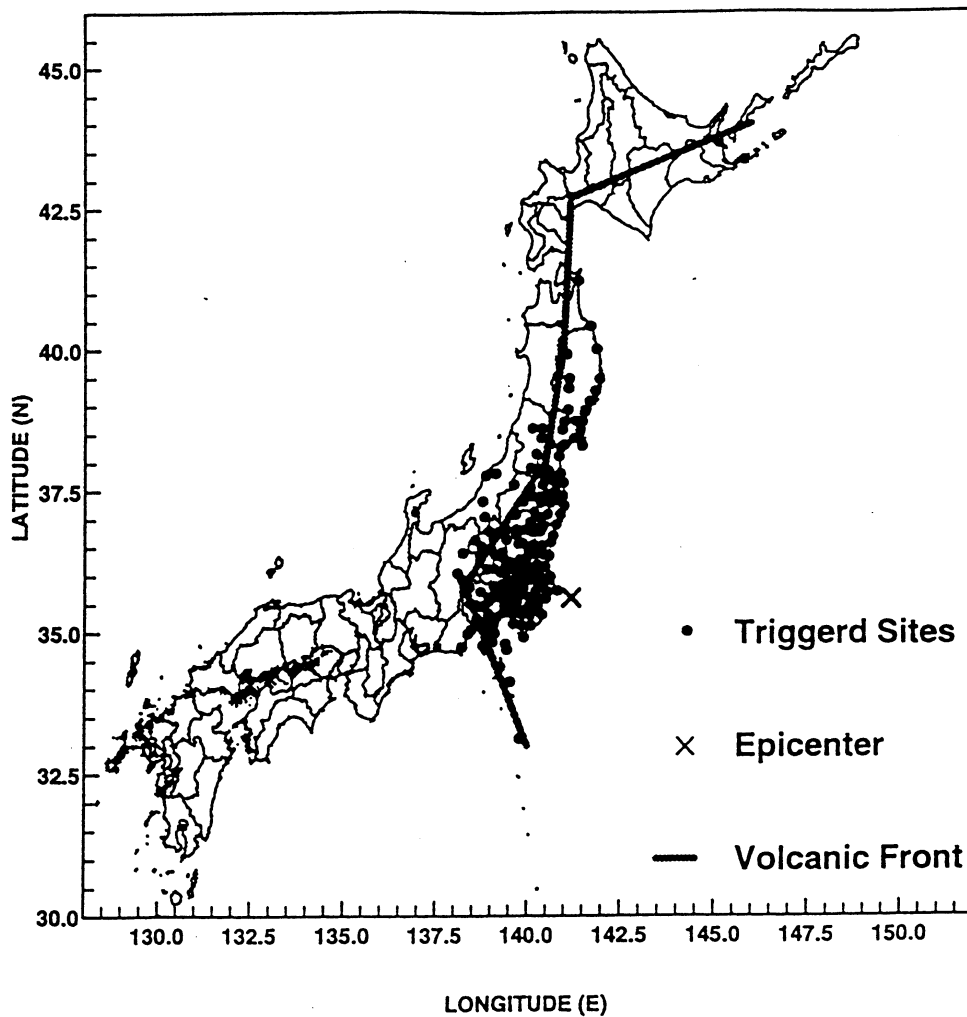 45.0
42.5
40.0
37.5
35.0
32.5
30.0
LATITUDE (N)
Triggerd Sites
Epicenter
Volcanic Front
130.0 132.5 135.0 137.5 140.0 142.5 145.0 147.5 150.0
LONGITUDE (E)